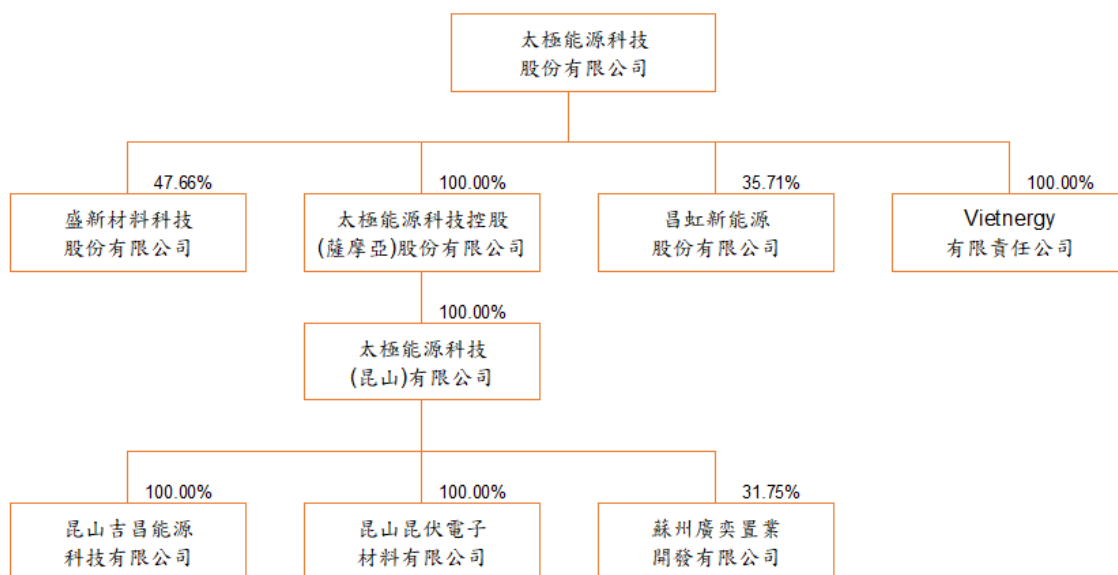 太極能源科技
股份有限公司
47.66%
100.00%
35.71%
100.00%
盛新材料科技
股份有限公司
太極能源科技控股
(薩摩亞)股份有限公司
昌虹新能源
股份有限公司
Vietnergy
有限責任公司
100.00%
太極能源科技
(昆山)有限公司
100.00%
100.00%
31.75%
昆山吉昌能源
科技有限公司
昆山昆伏電子
材料有限公司
蘇州廣奕置業
開發有限公司